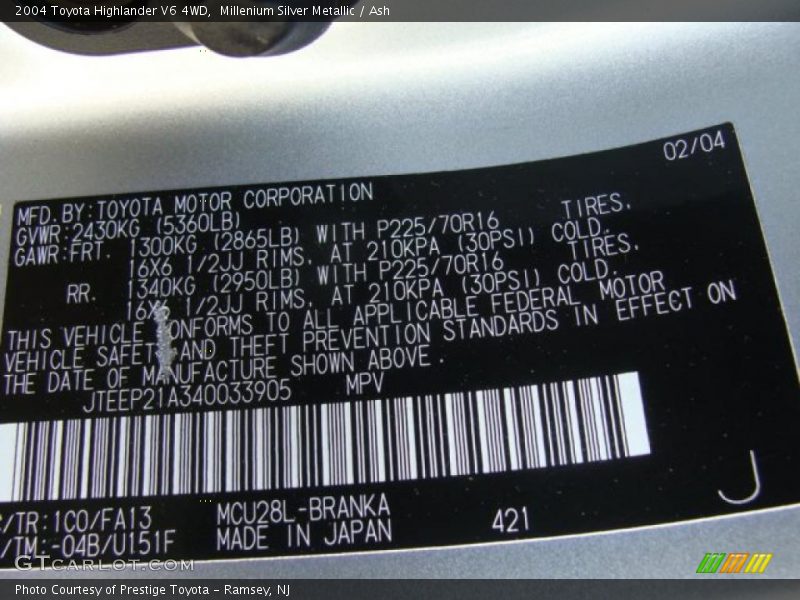 2004 Toyota Highlander V6 4WD,  Millenium Silver Metallic / Ash
02/04
MFD.BY:TOYOTA MOTOR CORPORATION
GVWR:2430KG (5360LB)
GAWR:FRT. 1300KG (2865LB) WITH P225/70R16 TIRES,
16X6 1/2JJ RIMS, AT 210KPA (30PSI) COLD.
RR. 1340KG (2950LB) WITH P225/70R16 TIRES,
16X6 1/2JJ RIMS, AT 210KPA (30PSI) COLD.
THIS VEHICLE CONFORMS TO ALL APPLICABLE FEDERAL MOTOR
VEHICLE SAFETY AND THEFT PREVENTION STANDARDS IN EFFECT ON
THE DATE OF MANUFACTURE SHOWN ABOVE.
JTEEP21A340033905 MPV
/TR:1C0/FA13 MCU28L-BRANKA
/TM:-04B/U151F MADE IN JAPAN 421
J
GTCARLOT.COM
Photo Courtesy of Prestige Toyota - Ramsey, NJ